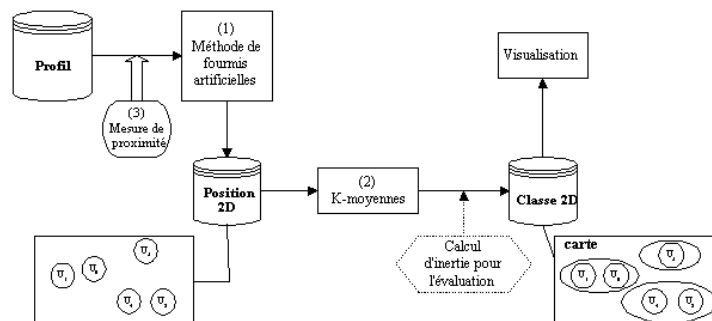 Profil
(1)
Méthode de
fourmis
artificielles
Visualisation
(3)
Mesure de
proximité
Position
2D
(2)
K-moyennes
Classe 2D
Calcul
d'inertie pour
l'évaluation
carte